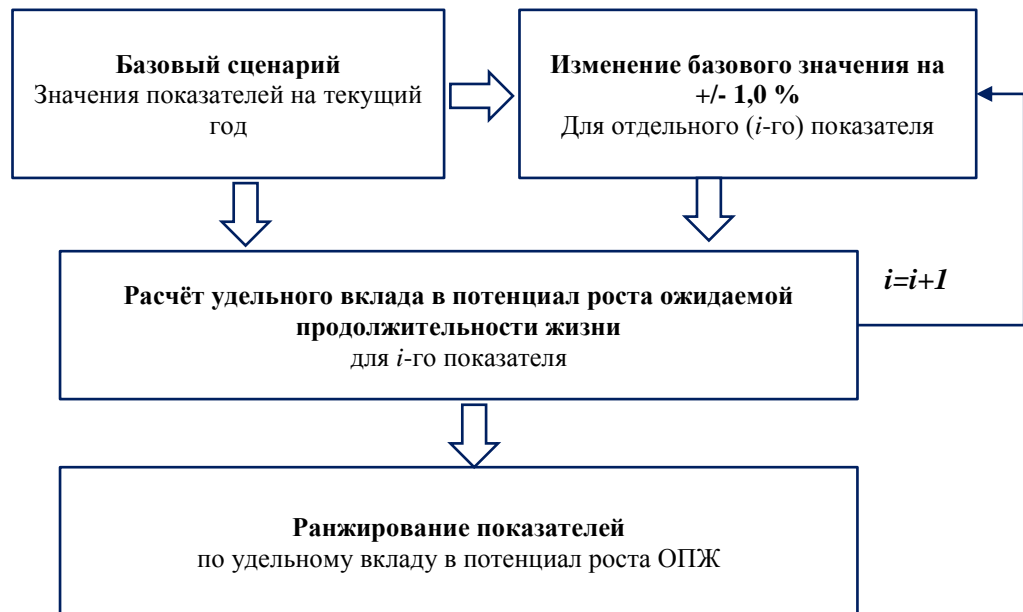 Базовый сценарий
Значения показателей на текущий
год
Изменение базового значения на
+/- 1,0 %
Для отдельного (i-го) показателя
Расчёт удельного вклада в потенциал роста ожидаемой
продолжительности жизни
для i-го показателя
i=i+1
Ранжирование показателей
по удельному вкладу в потенциал роста ОПЖ